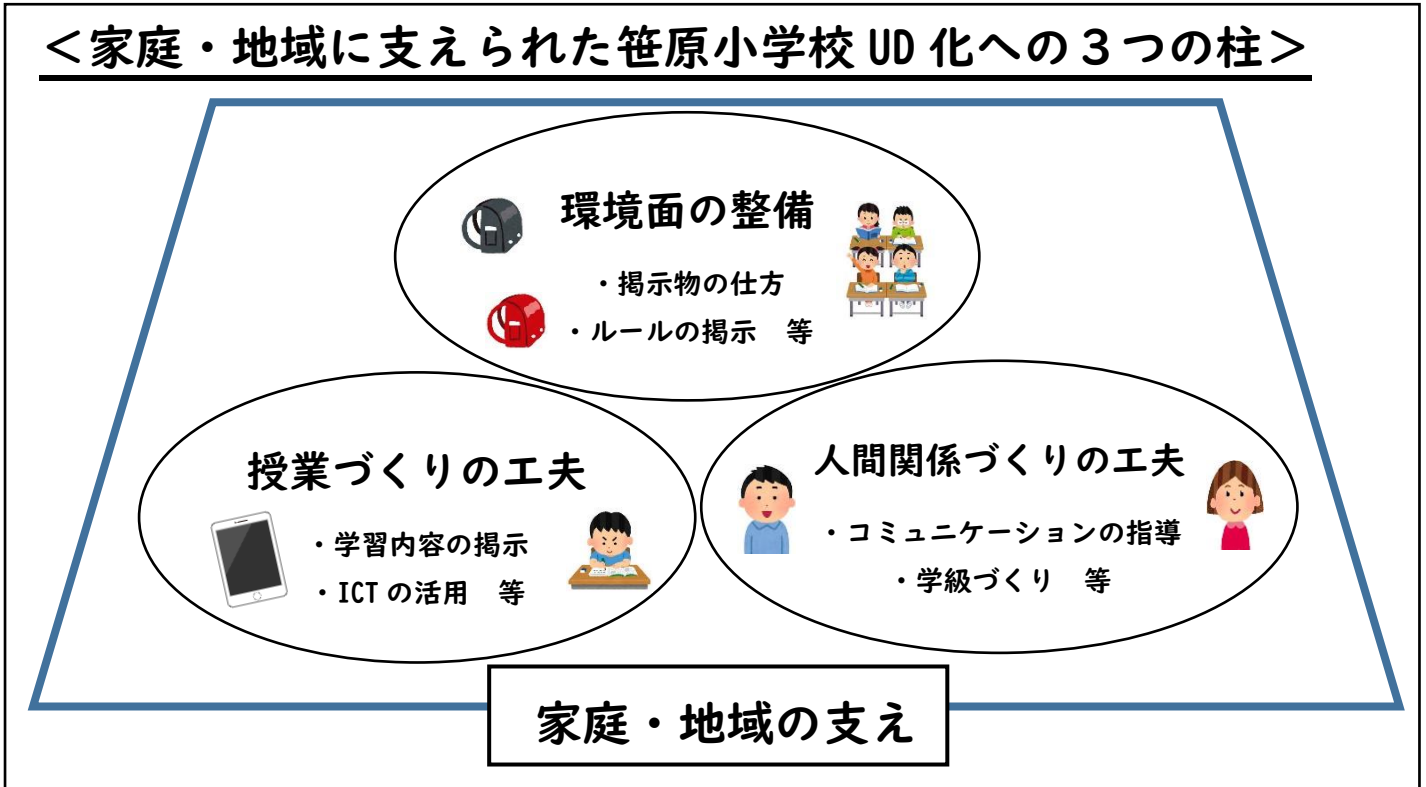 ＜家庭・地域に支えられた笹原小学校 UD 化への３つの柱＞
環境面の整備
・掲示物の仕方
・ルールの掲示　等
授業づくりの工夫
・学習内容の掲示
・ICT の活用　等
人間関係づくりの工夫
・コミュニケーションの指導
・学級づくり　等
家庭・地域の支え